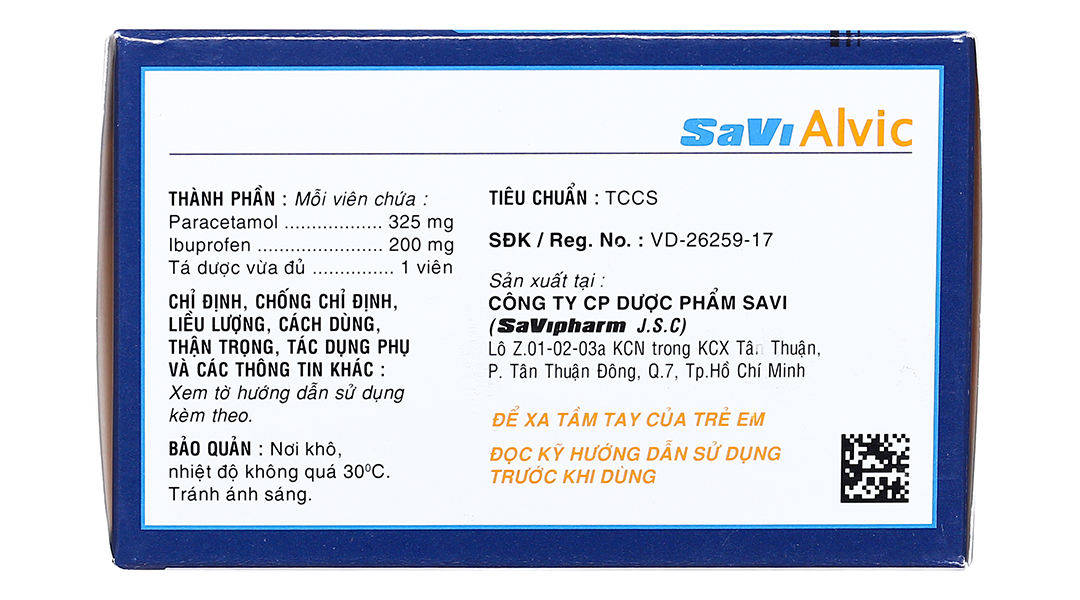 SaVi Alvic
THÀNH PHẦN : Mỗi viên chứa :
Paracetamol .................. 325 mg
Ibuprofen ....................... 200 mg
Tá dược vừa đủ ............... 1 viên
CHỈ ĐỊNH, CHỐNG CHỈ ĐỊNH,
LIỀU LƯỢNG, CÁCH DÙNG,
THẬN TRỌNG, TÁC DỤNG PHỤ
VÀ CÁC THÔNG TIN KHÁC :
Xem tờ hướng dẫn sử dụng
kèm theo.
BẢO QUẢN : Nơi khô,
nhiệt độ không quá 30⁰C.
Tránh ánh sáng.
TIÊU CHUẨN : TCCS
SĐK / Reg. No. : VD-26259-17
Sản xuất tại :
CÔNG TY CP DƯỢC PHẨM SAVI
(SaVipharm J.S.C)
Lô Z.01-02-03a KCN trong KCX Tân Thuận,
P. Tân Thuận Đông, Q.7, Tp.Hồ Chí Minh
ĐỂ XA TẦM TAY CỦA TRẺ EM
ĐỌC KỸ HƯỚNG DẪN SỬ DỤNG
TRƯỚC KHI DÙNG